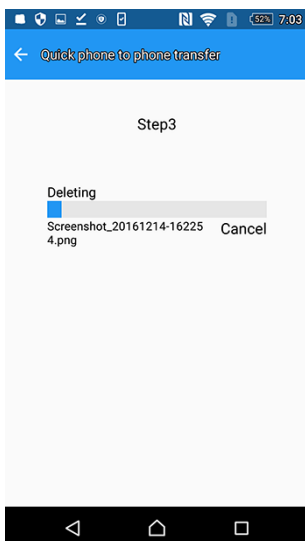 52% 7:03
Quick phone to phone transfer
Step3
Deleting
Screenshot_20161214-16225
4.png
Cancel